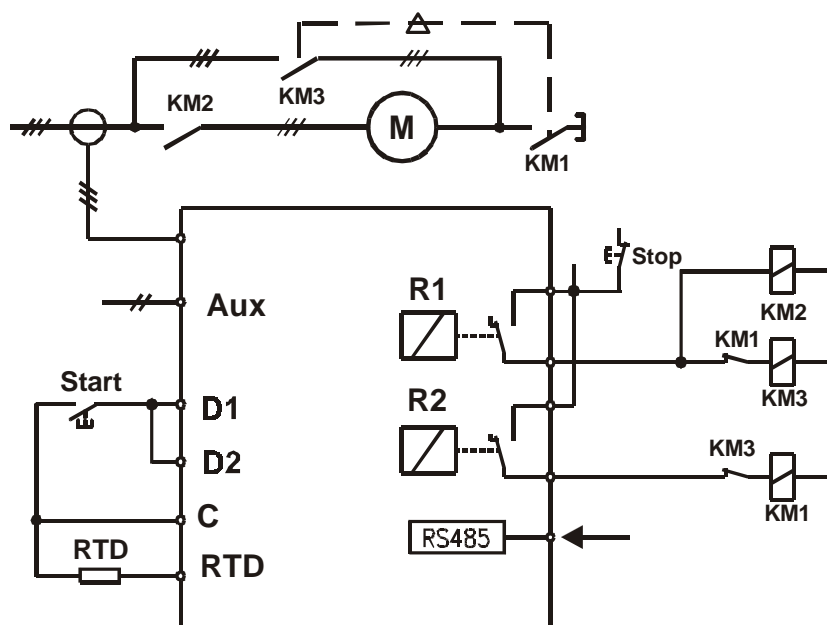 KM2
KM3
M
KM1
Stop
R1
Aux
KM2
KM1
Start
R2
KM3
D1
D2
KM3
C
KM1
RTD
RS485
RTD